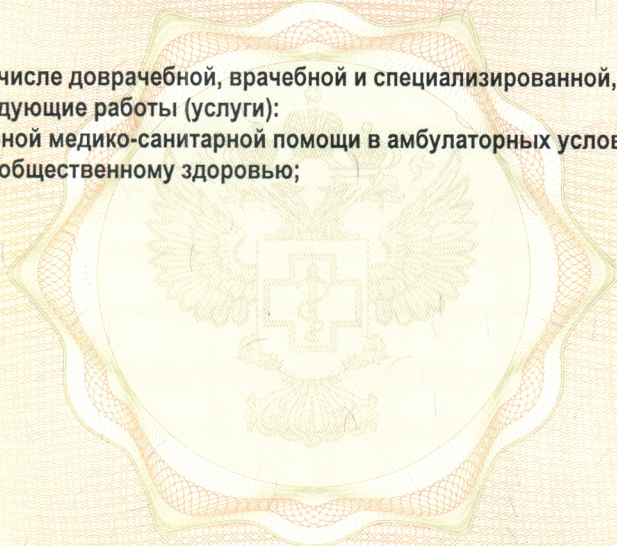 числе доврачебной, врачебной и специализированной,
дующие работы (услуги):
ной медико-санитарной помощи в амбулаторных услов
общественному здоровью;